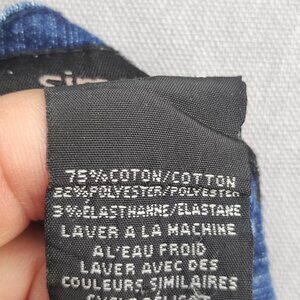 sim
75%COTON/COTTON
22%POLYESTER/POLYESTER
3%ÉLASTHANNE/ELASTANE
LAVER A LA MACHINE
A L'EAU FROID
LAVER AVEC DES
COULEURS SIMILAIRES